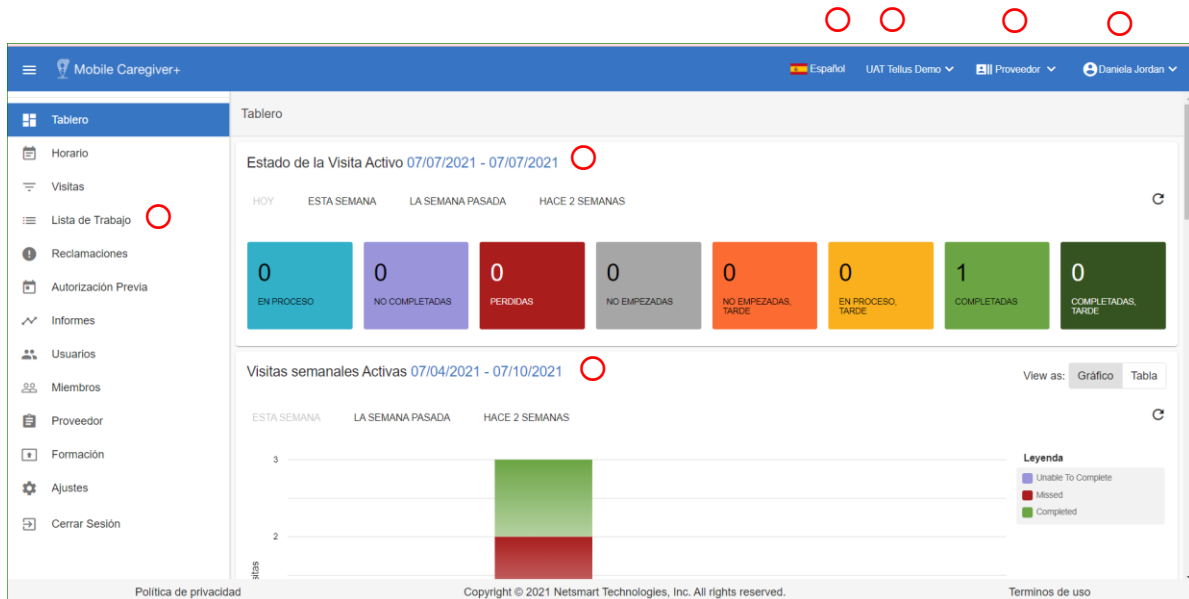 Mobile Caregiver+
Español
UAT Tellus Demo
Proveedor
Daniela Jordan
Tablero
Horario
Visitas
Lista de Trabajo
Reclamaciones
Autorización Previa
Informes
Usuarios
Miembros
Proveedor
Formación
Ajustes
Cerrar Sesión
Tablero
Estado de la Visita Activo 07/07/2021 - 07/07/2021
HOY ESTA SEMANA LA SEMANA PASADA HACE 2 SEMANAS
0
EN PROCESO
0
NO COMPLETADAS
0
PERDIDAS
0
NO EMPEZADAS
0
NO EMPEZADAS,
TARDE
0
EN PROCESO,
TARDE
1
COMPLETADAS
0
COMPLETADAS,
TARDE
Visitas semanales Activas 07/04/2021 - 07/10/2021
View as: Gráfico Tabla
ESTA SEMANA LA SEMANA PASADA HACE 2 SEMANAS
3
2
Leyenda
Unable To Complete
Missed
Completed
Política de privacidad
Copyright © 2021 Netsmart Technologies, Inc. All rights reserved.
Terminos de uso